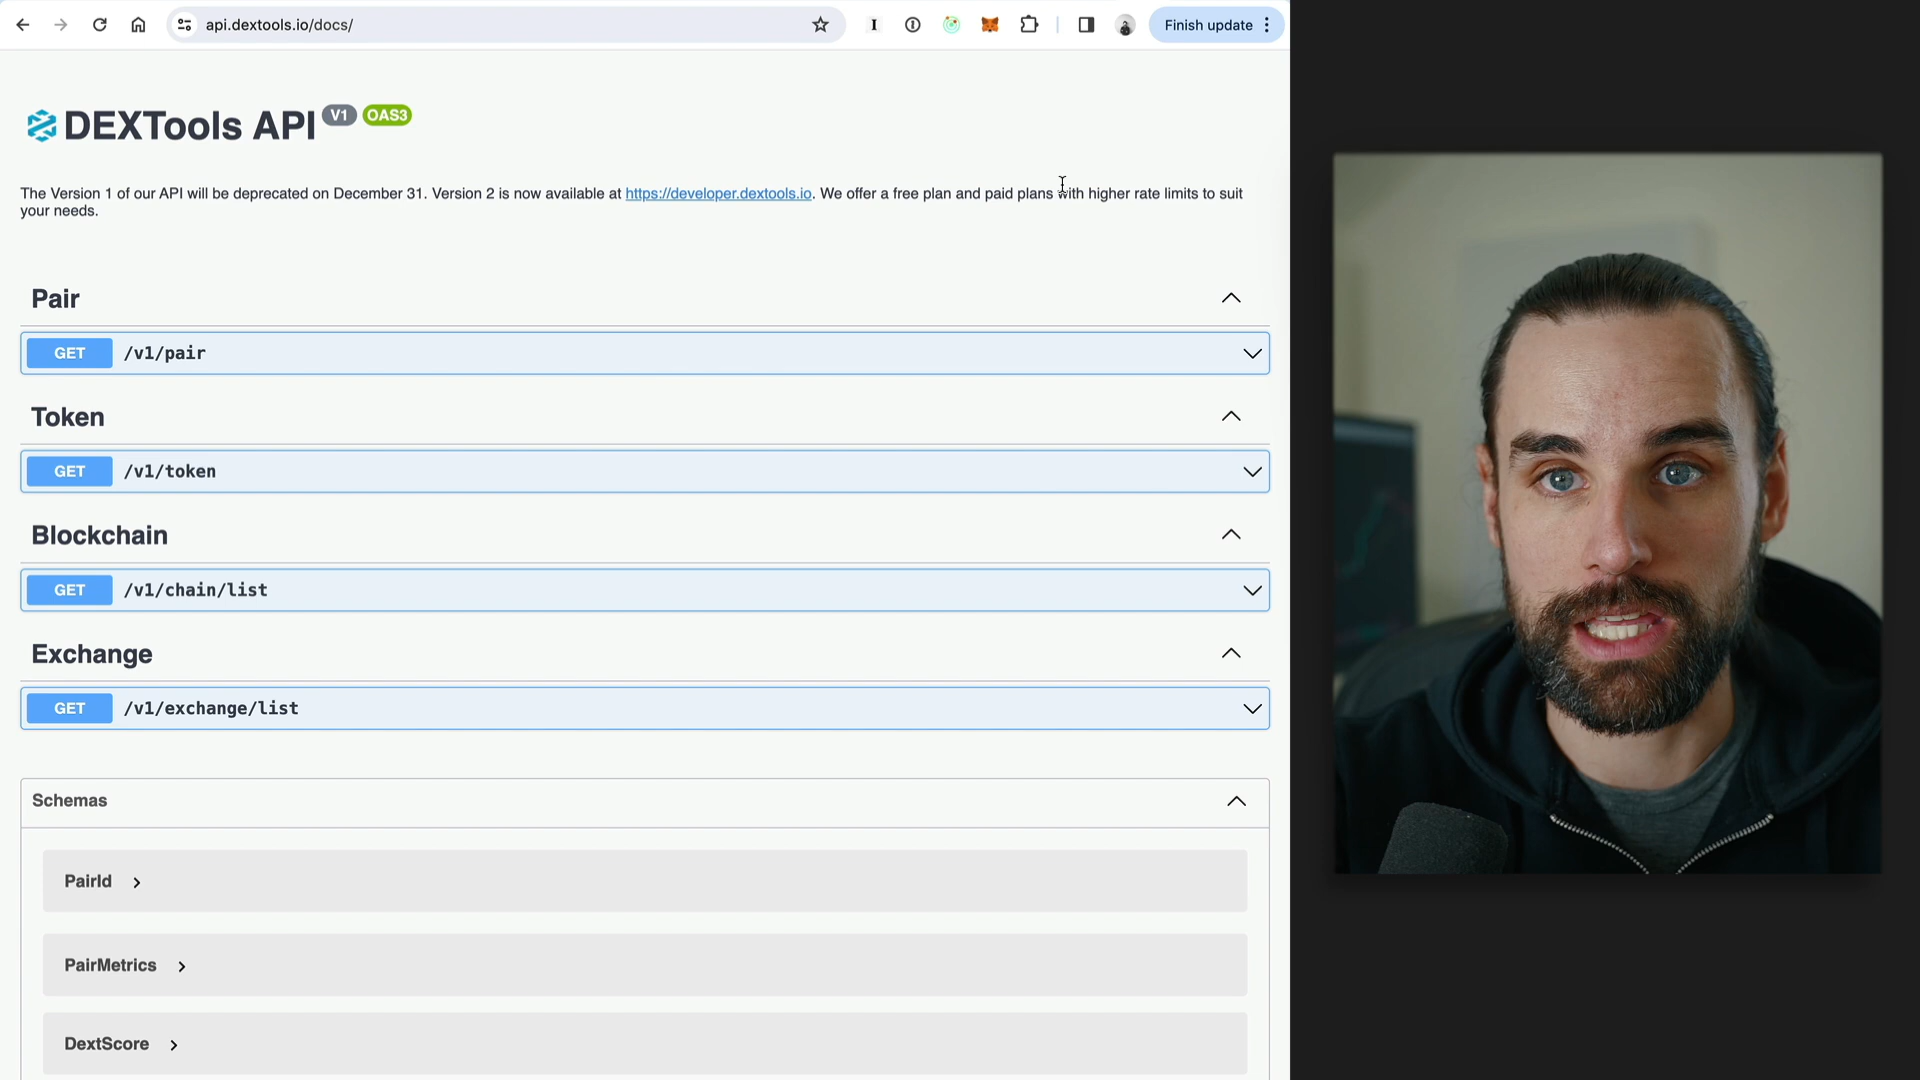 api.dextools.io/docs/
Finish update
DEXTools API V1 OAS3
The Version 1 of our API will be deprecated on December 31. Version 2 is now available at https://developer.dextools.io. We offer a free plan and paid plans with higher rate limits to suit
your needs.
Pair
GET /v1/pair
Token
GET /v1/token
Blockchain
GET /v1/chain/list
Exchange
GET /v1/exchange/list
Schemas
PairId
PairMetrics
DextScore